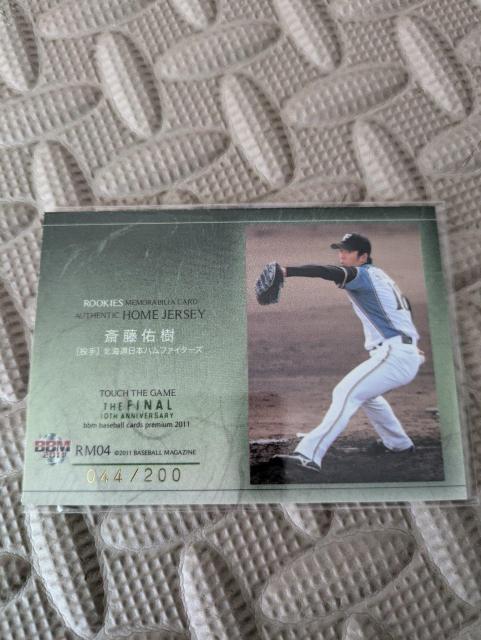 ROOKIES MEMORABILIA CARD
AUTHENTIC HOME JERSEY
斎藤佑樹
[投手] 北海道日本ハムファイターズ
TOUCH THE GAME
THE FINAL
10TH ANNIVERSARY
bbm baseball cards premium 2011
BBM
2011
RM04 ©2011 BASEBALL MAGAZINE
044/200